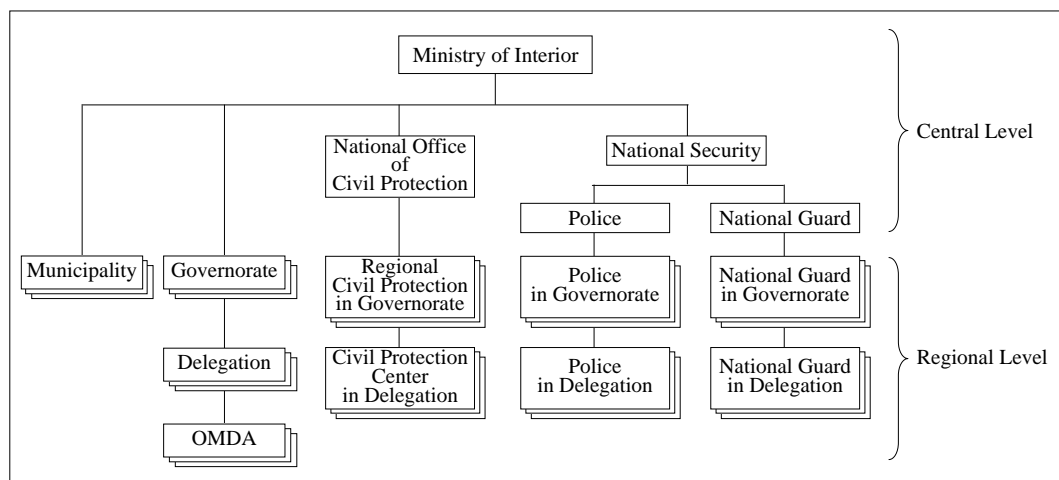 Ministry of Interior
Central Level
National Office
of
Civil Protection
National Security
Police
National Guard
Municipality
Governorate
Regional
Civil Protection
in Governorate
Police
in Governorate
National Guard
in Governorate
Regional Level
Delegation
Civil Protection
Center
in Delegation
Police
in Delegation
National Guard
in Delegation
OMDA